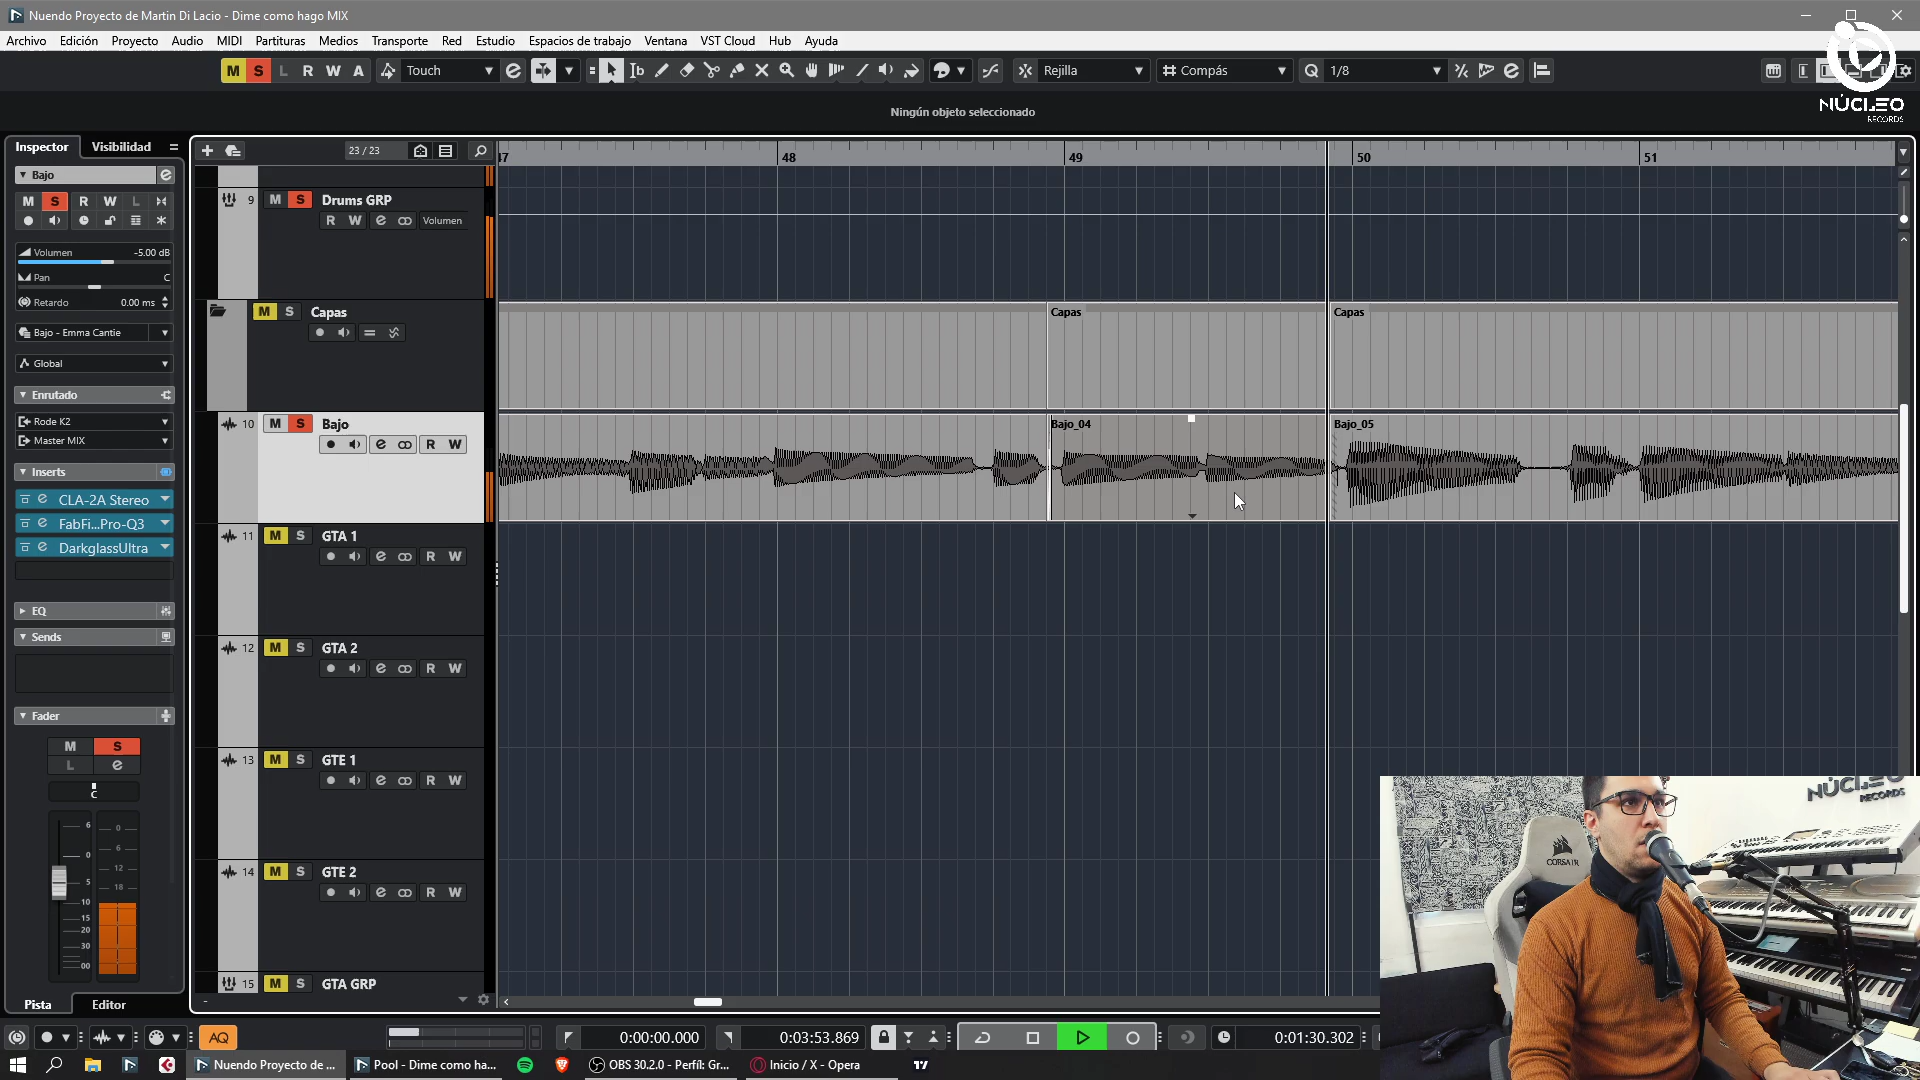 Nuendo Proyecto de Martin Di Lacio - Dime como hago MIX
Archivo Edición Proyecto Audio MIDI Partituras Medios Transporte Red Estudio Espacios de trabajo Ventana VST Cloud Hub Ayuda
M S L R W A Touch Rejilla Compás Q 1/8
NÚCLEO
RECORDS
Ningún objeto seleccionado
Inspector Visibilidad 23 / 23
47 48 49 50 51
Bajo
M S R W L
Volumen -5.00 dB
Pan C
Retardo 0.00 ms
Bajo - Emma Cantie
Global
Enrutado
Rode K2
Master MIX
Inserts
CLA-2A Stereo
FabFi...Pro-Q3
DarkglassUltra
EQ
Sends
Fader
M S
L e
C
6
0
5
10
15
20
30
00
0
6
12
18
Pista Editor
9 M S Drums GRP
R W Volumen
M S Capas
Capas Capas
10 M S Bajo
R W
Bajo_04 Bajo_05
11 M S GTA 1
R W
12 M S GTA 2
R W
13 M S GTE 1
R W
14 M S GTE 2
R W
15 M S GTA GRP
NÚCLEO
RECORDS
CORSAIR
AQ 0:00:00.000 0:03:53.869 0:01:30.302
Nuendo Proyecto de ... Pool - Dime como ha... OBS 30.2.0 - Perfil: Gr... Inicio / X - Opera